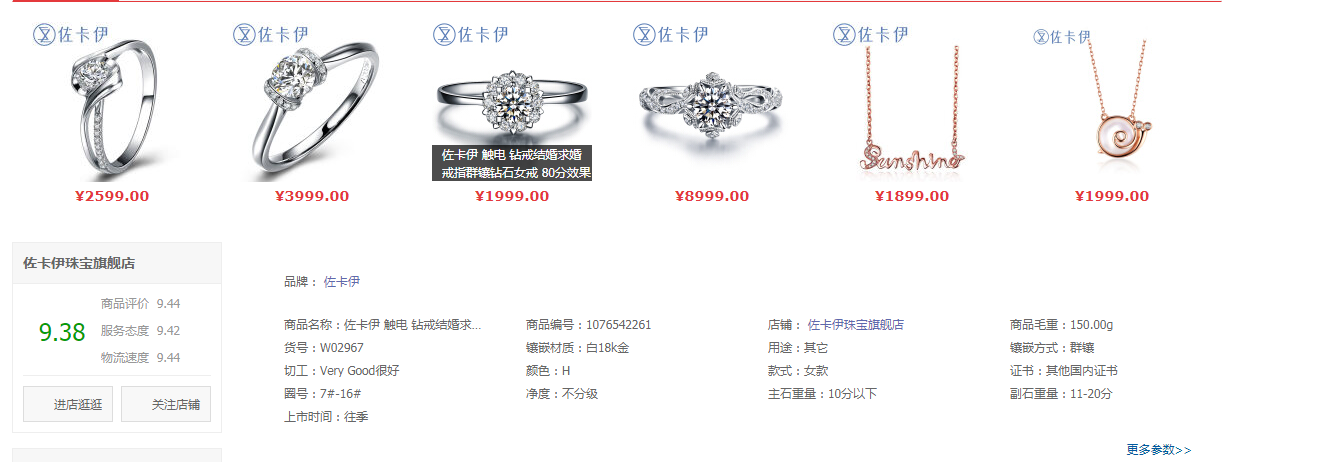 佐卡伊 佐卡伊 佐卡伊 佐卡伊 佐卡伊 佐卡伊
Sunshine
佐卡伊 触电 钻戒结婚求婚
戒指群镶钻石女戒 80分效果
¥2599.00 ¥3999.00 ¥1999.00 ¥8999.00 ¥1899.00 ¥1999.00
佐卡伊珠宝旗舰店
9.38
商品评价 9.44
服务态度 9.42
物流速度 9.44
进店逛逛 关注店铺
品牌： 佐卡伊
商品名称：佐卡伊 触电 钻戒结婚求... 商品编号：1076542261 店铺： 佐卡伊珠宝旗舰店 商品毛重：150.00g
货号：W02967 镶嵌材质：白18k金 用途：其它 镶嵌方式：群镶
切工：Very Good很好 颜色：H 款式：女款 证书：其他国内证书
圈号：7#-16# 净度：不分级 主石重量：10分以下 副石重量：11-20分
上市时间：往季
更多参数>>